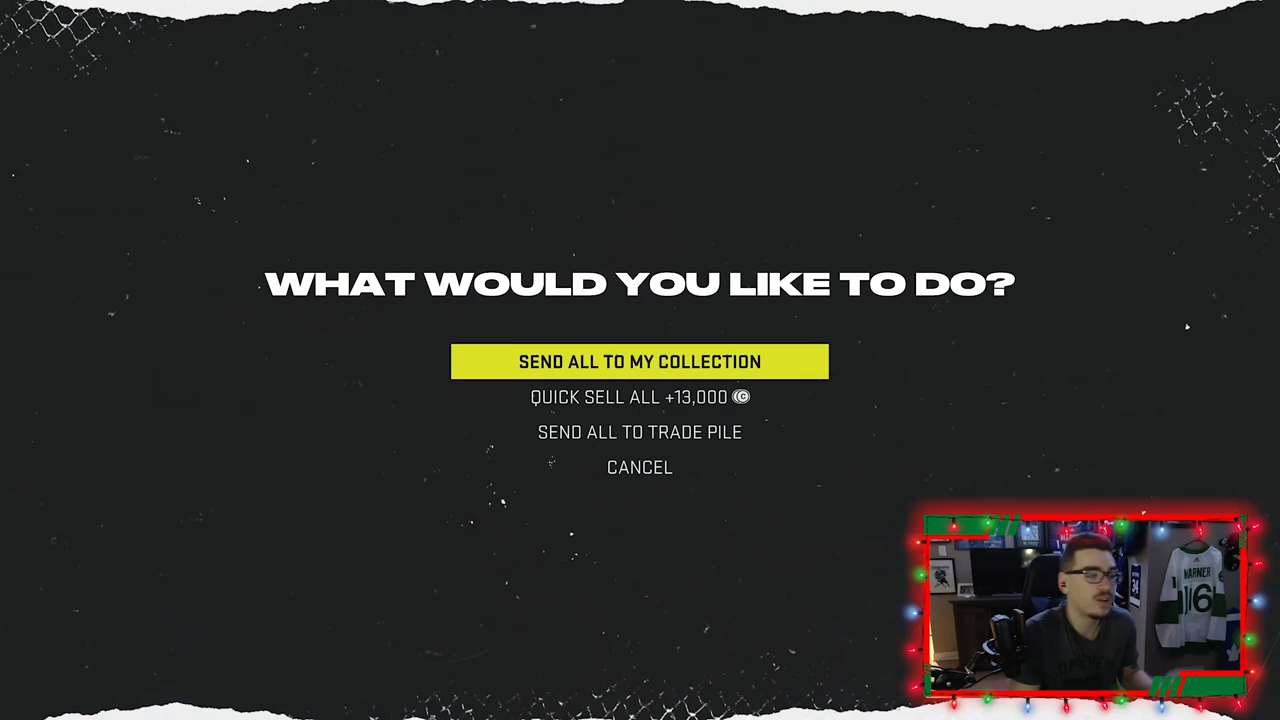 WHAT WOULD YOU LIKE TO DO?
SEND ALL TO MY COLLECTION
QUICK SELL ALL +13,000
SEND ALL TO TRADE PILE
CANCEL
MARNER
16
34